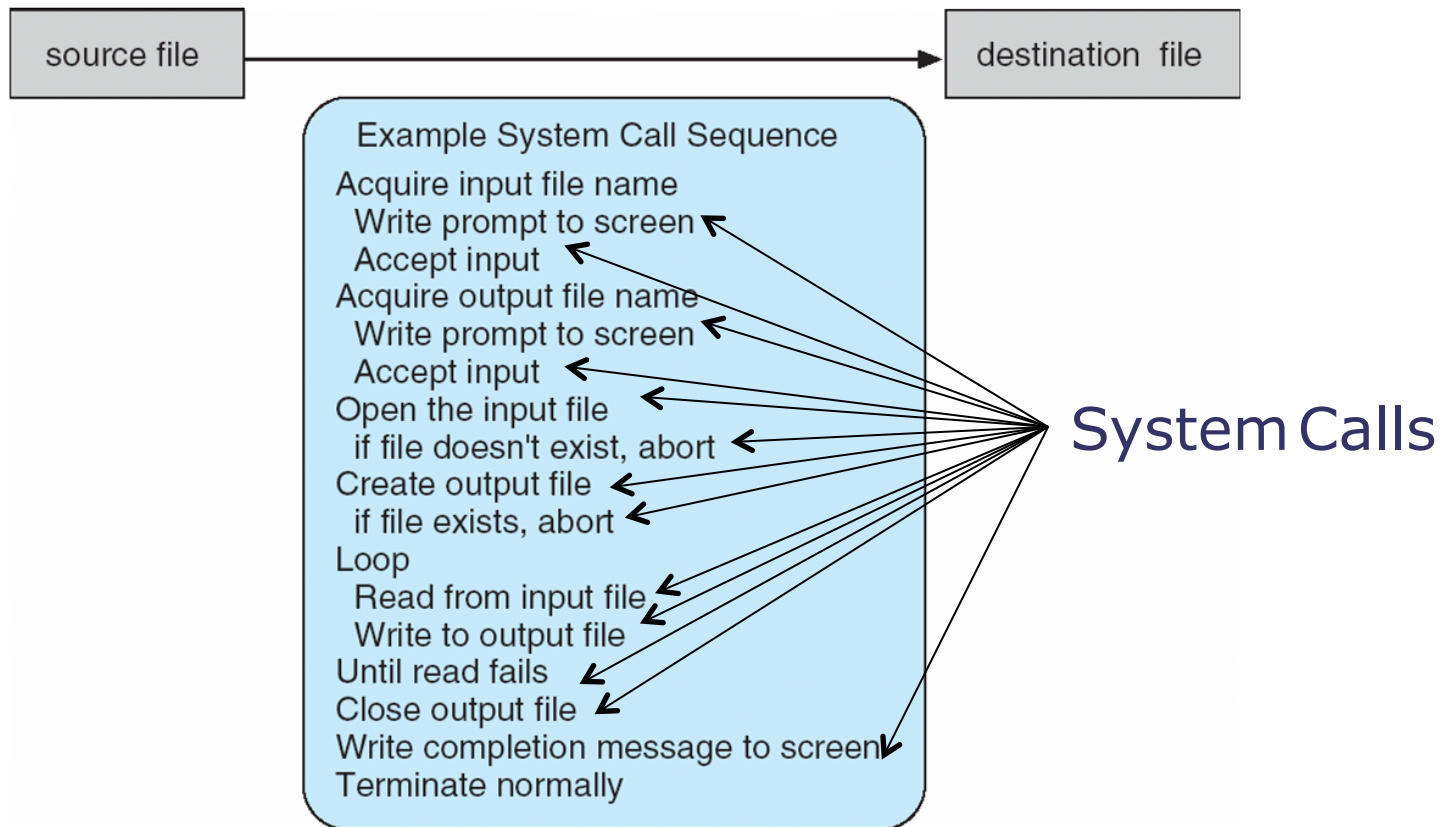 source file
destination file
Example System Call Sequence
Acquire input file name
Write prompt to screen
Accept input
Acquire output file name
Write prompt to screen
Accept input
Open the input file
if file doesn't exist, abort
Create output file
if file exists, abort
Loop
Read from input file
Write to output file
Until read fails
Close output file
Write completion message to screen
Terminate normally
System Calls